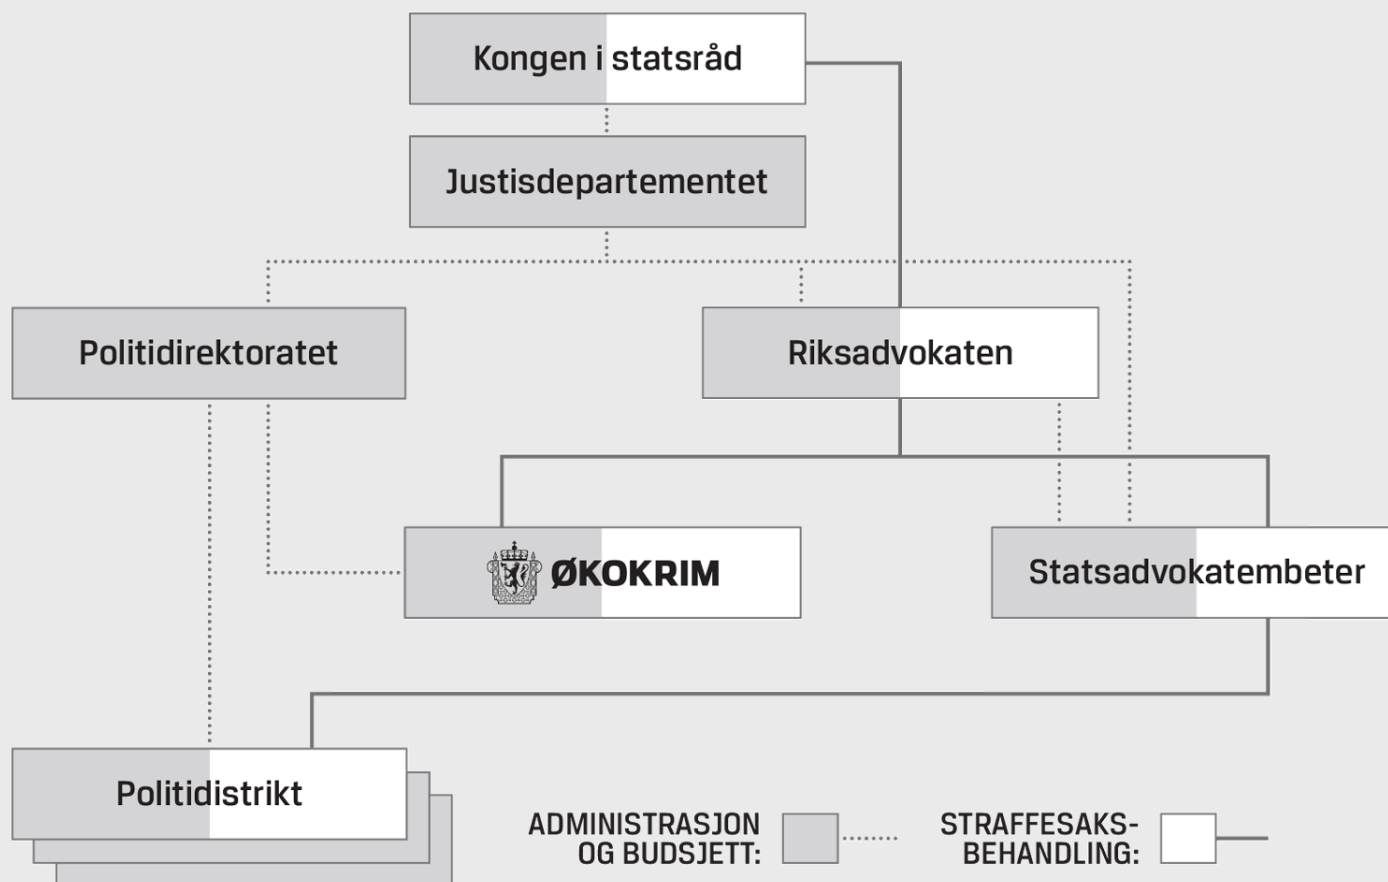 Kongen i statsråd
Justisdepartementet
Politidirektoratet
Riksadvokaten
ØKOKRIM
Statsadvokatembeter
Politidistrikt
ADMINISTRASJON
OG BUDSJETT:
STRAFFESAKS-
BEHANDLING: